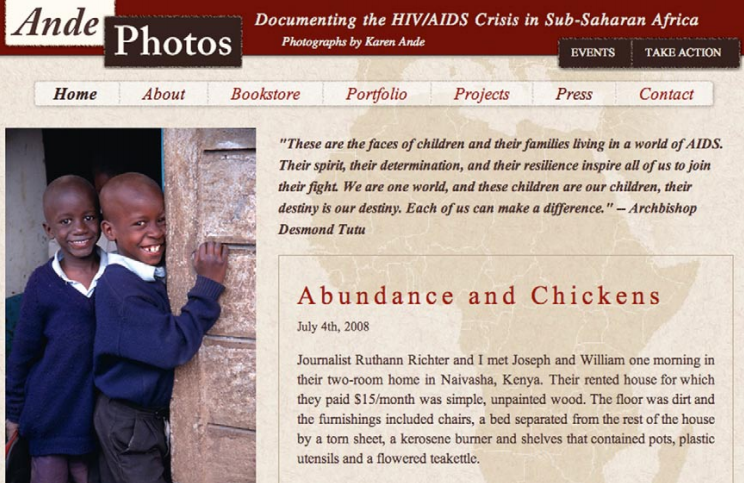 Ande
Photos
Documenting the HIV/AIDS Crisis in Sub-Saharan Africa
Photographs by Karen Ande
EVENTS TAKE ACTION
Home About Bookstore Portfolio Projects Press Contact
"These are the faces of children and their families living in a world of AIDS.
Their spirit, their determination, and their resilience inspire all of us to join
their fight. We are one world, and these children are our children, their
destiny is our destiny. Each of us can make a difference." -- Archbishop
Desmond Tutu
Abundance and Chickens
July 4th, 2008
Journalist Ruthann Richter and I met Joseph and William one morning in
their two-room home in Naivasha, Kenya. Their rented house for which
they paid $15/month was simple, unpainted wood. The floor was dirt and
the furnishings included chairs, a bed separated from the rest of the house
by a torn sheet, a kerosene burner and shelves that contained pots, plastic
utensils and a flowered teakettle.